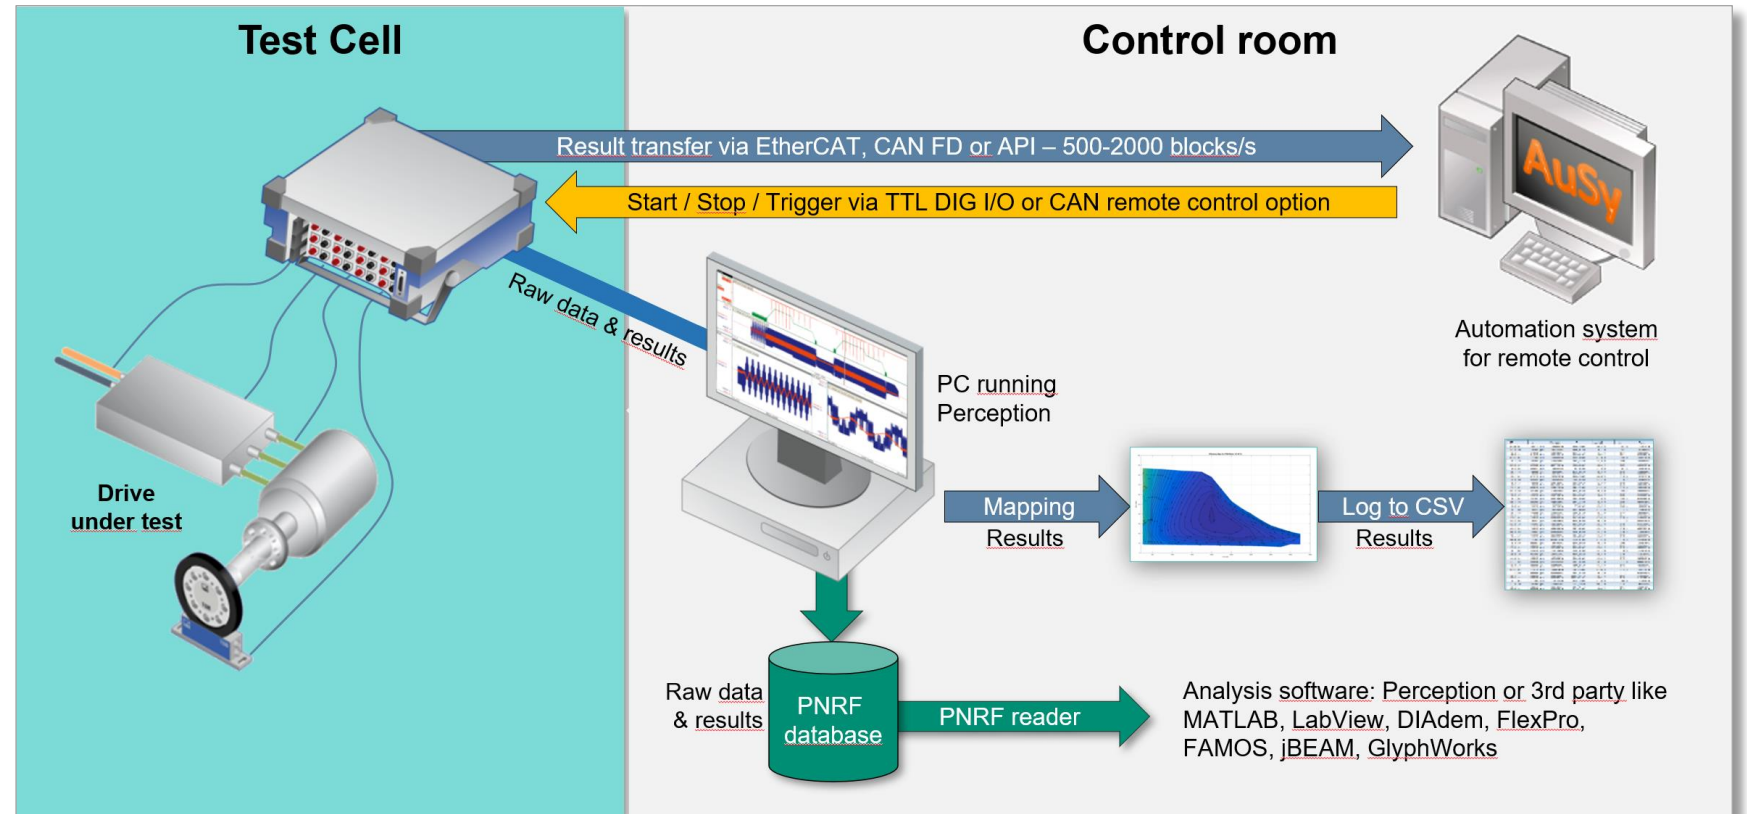 Test Cell
Control room
Result transfer via EtherCAT, CAN FD or API – 500-2000 blocks/s
Start / Stop / Trigger via TTL DIG I/O or CAN remote control option
AuSy
Automation system
for remote control
Raw data & results
PC running
Perception
Drive
under test
Mapping
Results
Log to CSV
Results
Raw data
& results
PNRF
database
PNRF reader
Analysis software: Perception or 3rd party like
MATLAB, LabView, DIAdem, FlexPro,
FAMOS, jBEAM, GlyphWorks